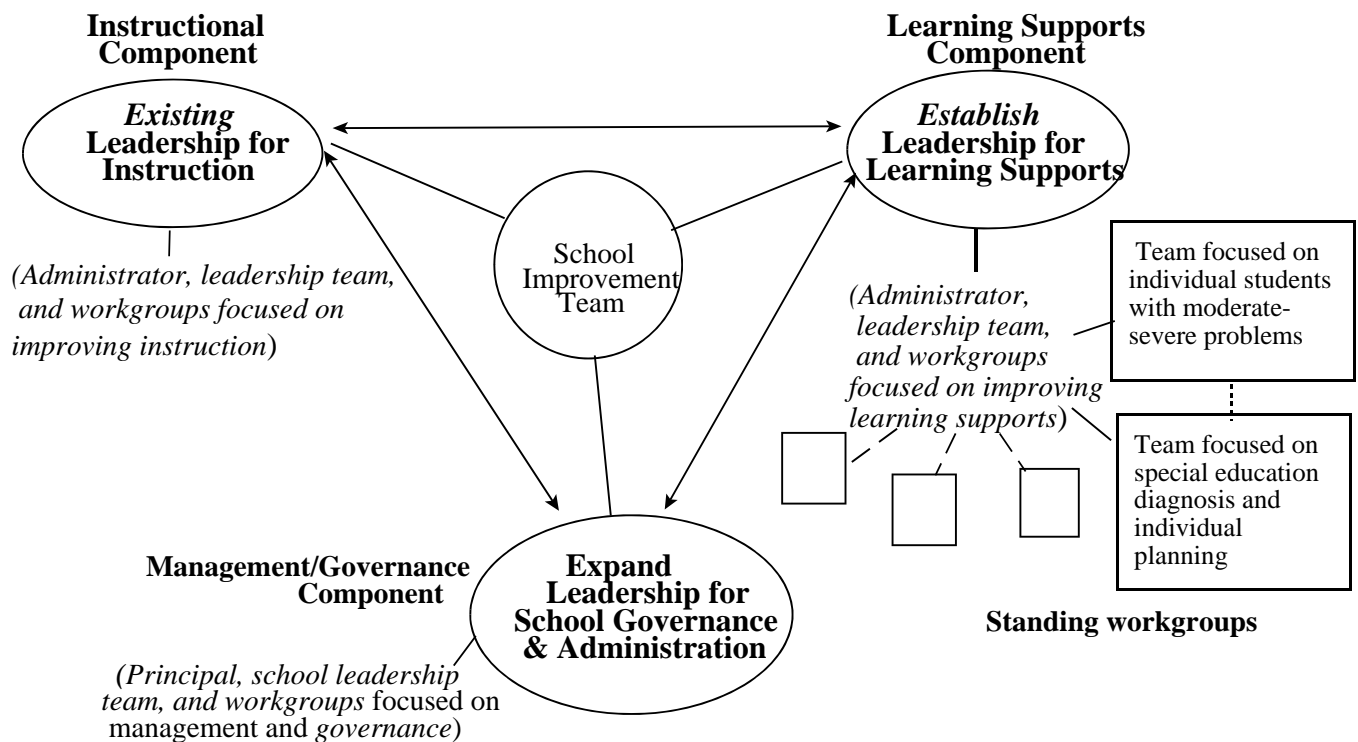 Instructional
Component
Existing
Leadership for
Instruction
(Administrator, leadership team,
and workgroups focused on
improving instruction)
Learning Supports
Component
Establish
Leadership for
Learning Supports
(Administrator,
leadership team,
and workgroups
focused on improving
learning supports)
School
Improvement
Team
Team focused on
individual students
with moderate-
severe problems
Team focused on
special education
diagnosis and
individual
planning
Standing workgroups
Management/Governance
Component
Expand
Leadership for
School Governance
& Administration
(Principal, school leadership
team, and workgroups focused on
management and governance)